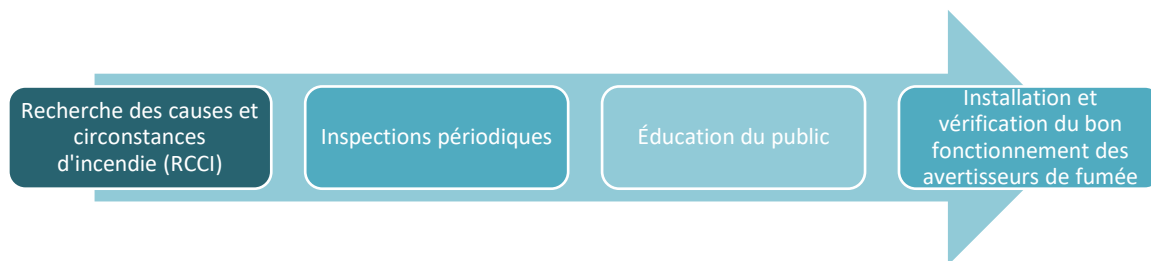 Recherche des causes et
circonstances
d'incendie (RCCI)
Inspections périodiques
Éducation du public
Installation et
vérification du bon
fonctionnement des
avertisseurs de fumée